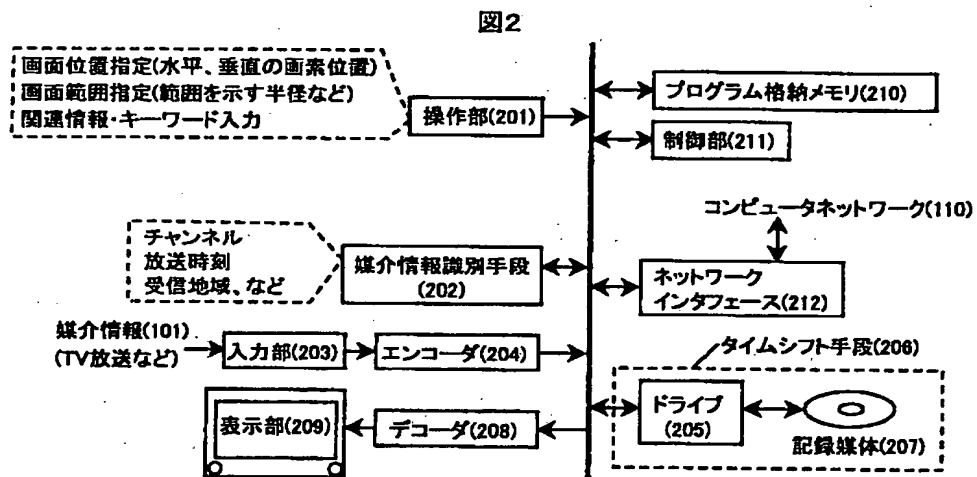 図2
画面位置指定(水平、垂直の画素位置)
画面範囲指定(範囲を示す半径など)
関連情報・キーワード入力
操作部(201)
プログラム格納メモリ(210)
制御部(211)
コンピュータネットワーク(110)
チャンネル
放送時刻
受信地域、など
媒介情報識別手段
(202)
ネットワーク
インタフェース(212)
媒介情報(101)
(TV放送など)
入力部(203)
エンコーダ(204)
タイムシフト手段(206)
ドライブ
(205)
記録媒体(207)
表示部(209)
デコーダ(208)